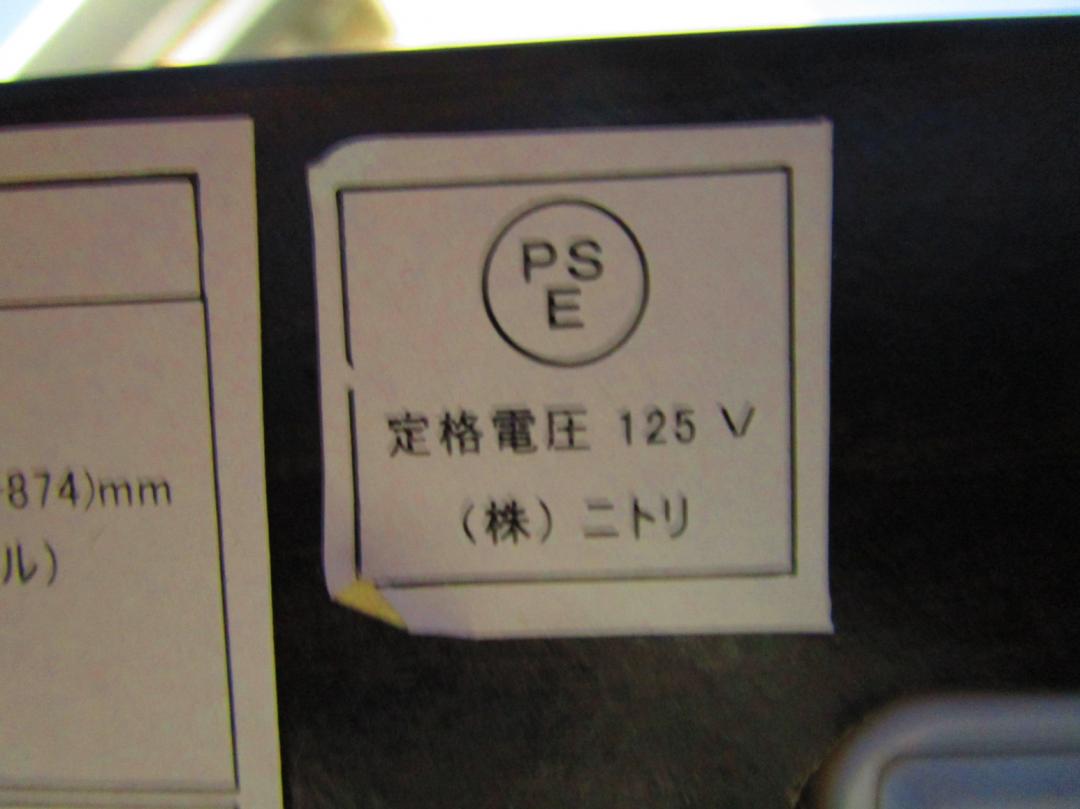 PS
E
定格電圧 125 V
(株) ニトリ
874)mm
ル)